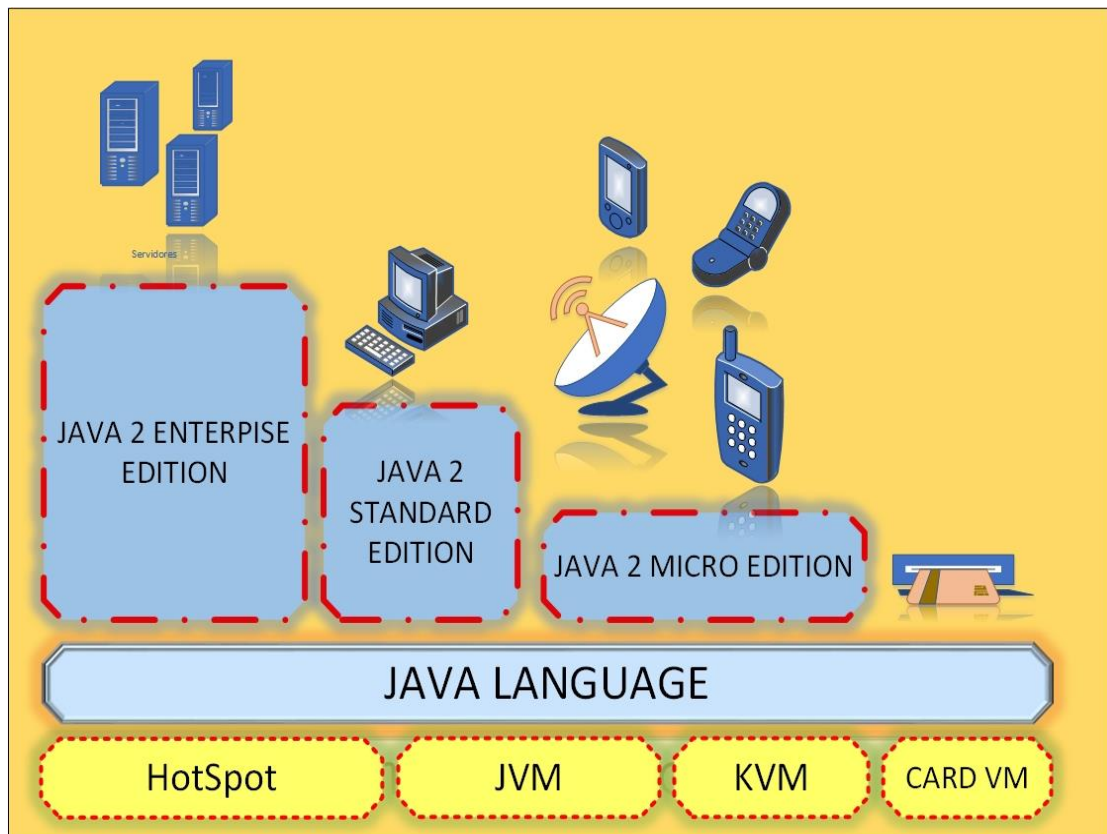 Servidores
JAVA 2 ENTERPISE
EDITION
JAVA 2
STANDARD
EDITION
JAVA 2 MICRO EDITION
JAVA LANGUAGE
HotSpot
JVM
KVM
CARD VM